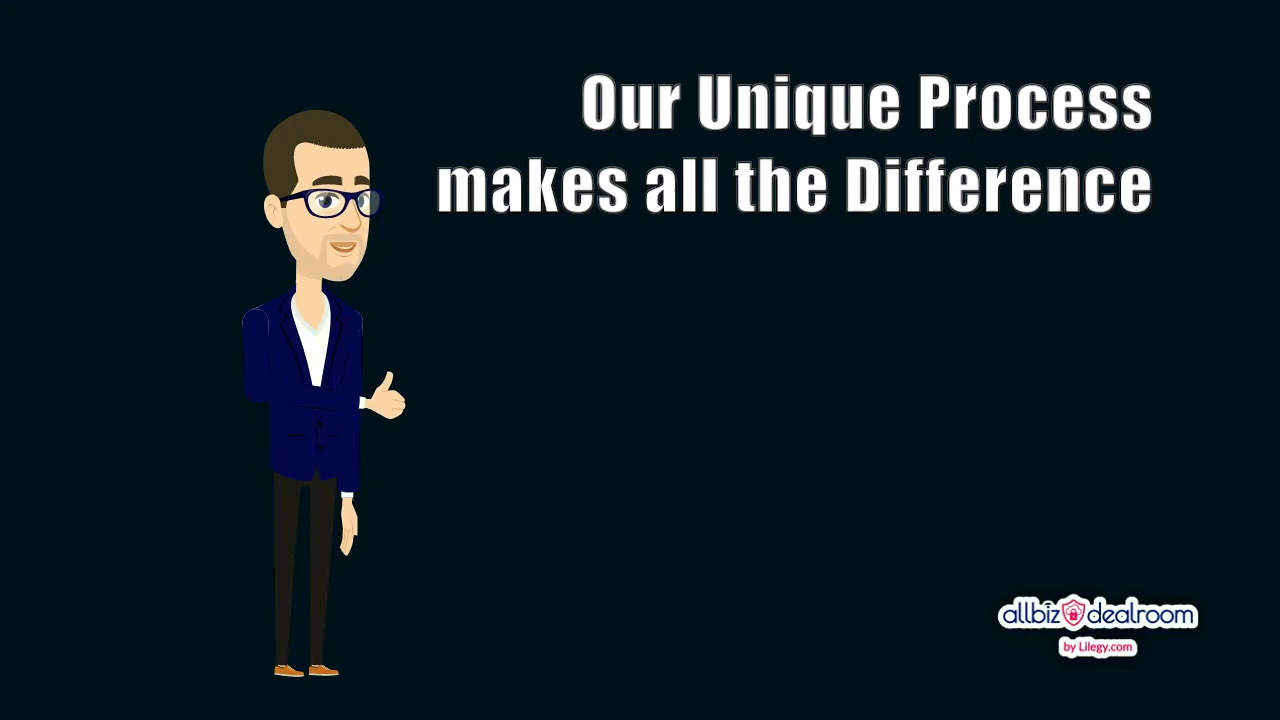 Our Unique Process
makes all the Difference
allbiz dealroom
by Lilegy.com